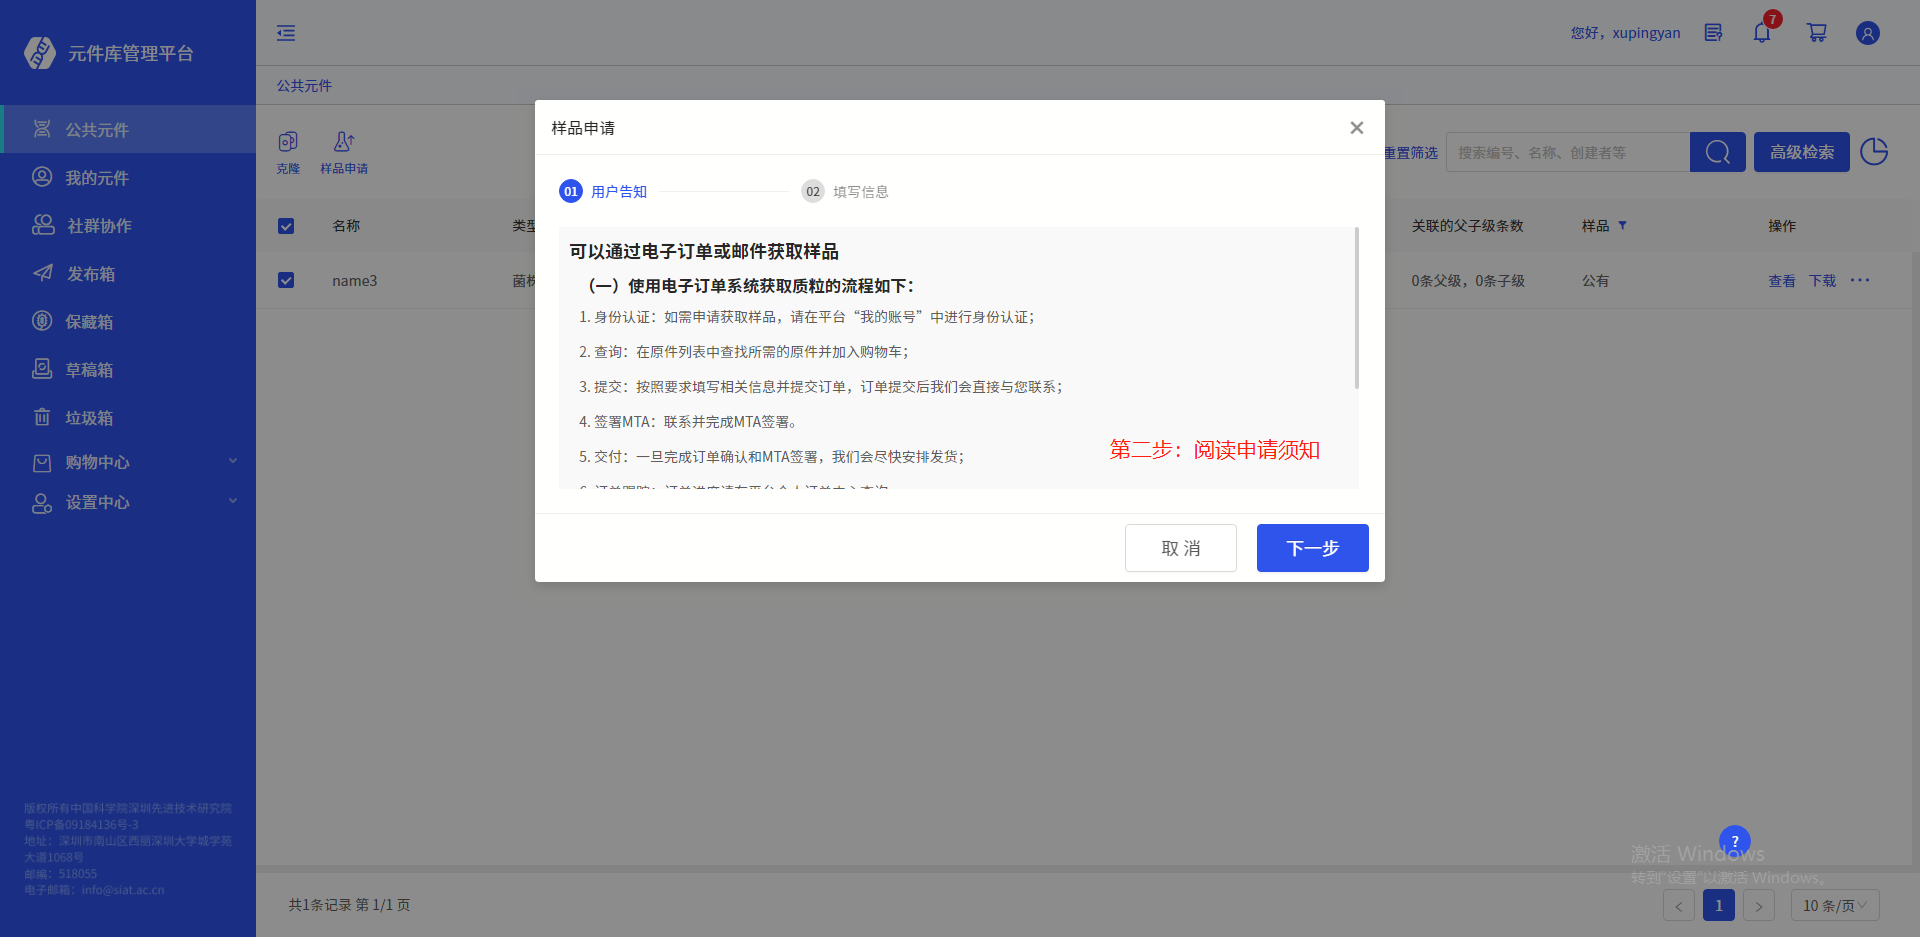 元件库管理平台
您好，xupingyan
7
公共元件
公共元件
我的元件
社群协作
发布箱
保藏箱
草稿箱
垃圾箱
购物中心
设置中心
克隆
样品申请
重置筛选
搜索编号、名称、创建者等
高级检索
名称
类型
关联的父子级条数
样品
操作
name3
菌株
0条父级，0条子级
公有
查看
下载
样品申请
01 用户告知
02 填写信息
可以通过电子订单或邮件获取样品
（一）使用电子订单系统获取质粒的流程如下：
1. 身份认证：如需申请获取样品，请在平台“我的账号”中进行身份认证；
2. 查询：在原件列表中查找所需的原件并加入购物车；
3. 提交：按照要求填写相关信息并提交订单，订单提交后我们会直接与您联系；
4. 签署MTA：联系并完成MTA签署。
5. 交付：一旦完成订单确认和MTA签署，我们会尽快安排发货；
第二步：阅读申请须知
取 消
下一步
版权所有中国科学院深圳先进技术研究院
粤ICP备09184136号-3
地址：深圳市南山区西丽深圳大学城学苑
大道1068号
邮编：518055
电子邮箱：info@siat.ac.cn
?
激活 Windows
转到“设置”以激活 Windows。
共1条记录 第 1/1 页
< 1 >
10 条/页